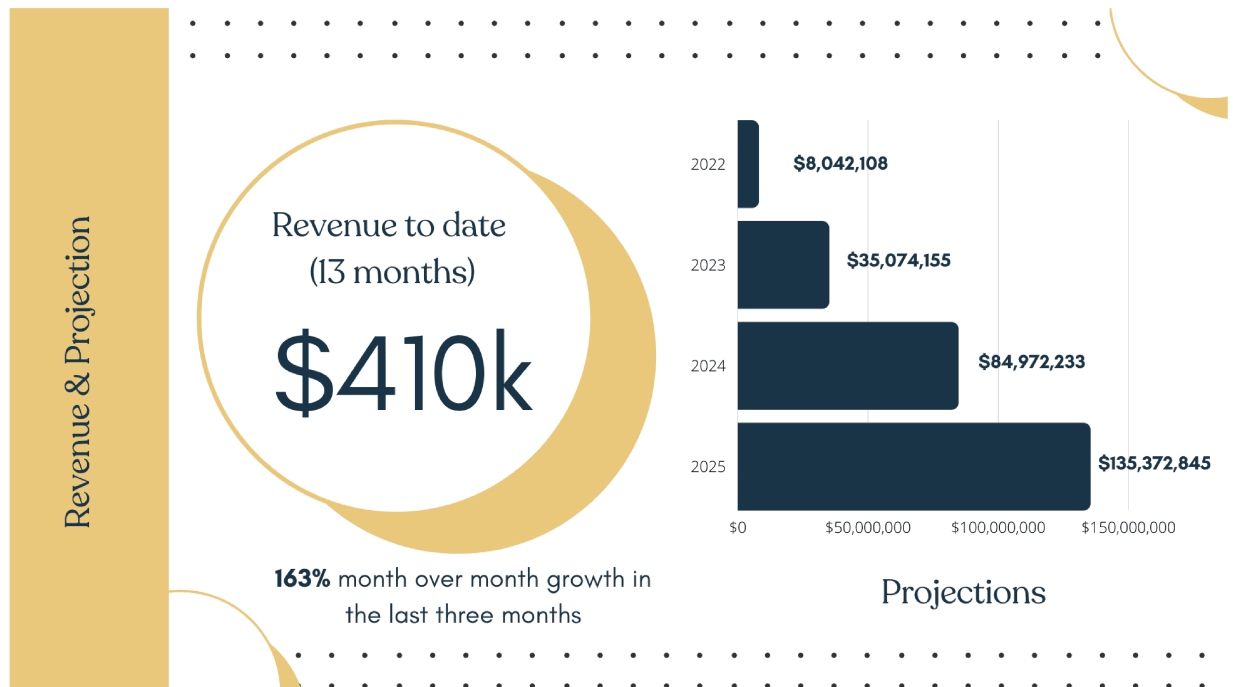 Revenue & Projection
Revenue to date
(13 months)
$410k
163% month over month growth in
the last three months
2022
$8,042,108
2023
$35,074,155
2024
$84,972,233
2025
$135,372,845
$0
$50,000,000
$100,000,000
$150,000,000
Projections